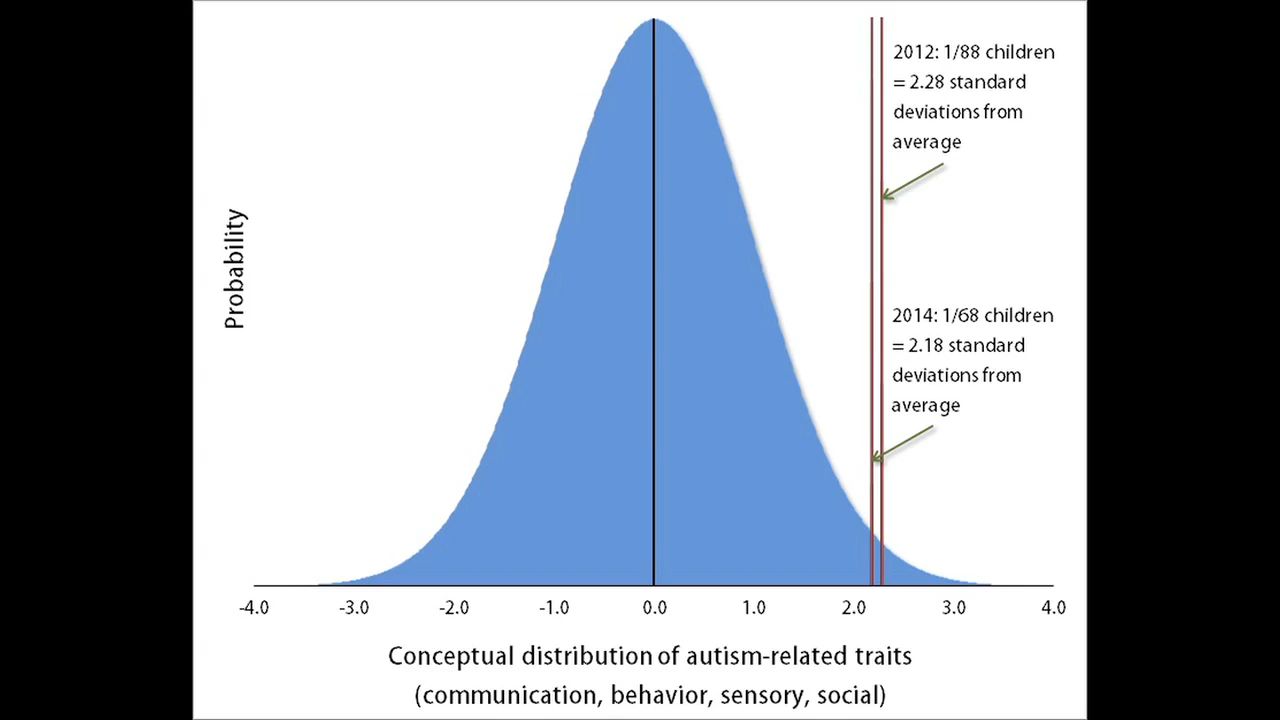 2012: 1/88 children
= 2.28 standard
deviations from
average
Probability
2014: 1/68 children
= 2.18 standard
deviations from
average
-4.0 -3.0 -2.0 -1.0 0.0 1.0 2.0 3.0 4.0
Conceptual distribution of autism-related traits
(communication, behavior, sensory, social)